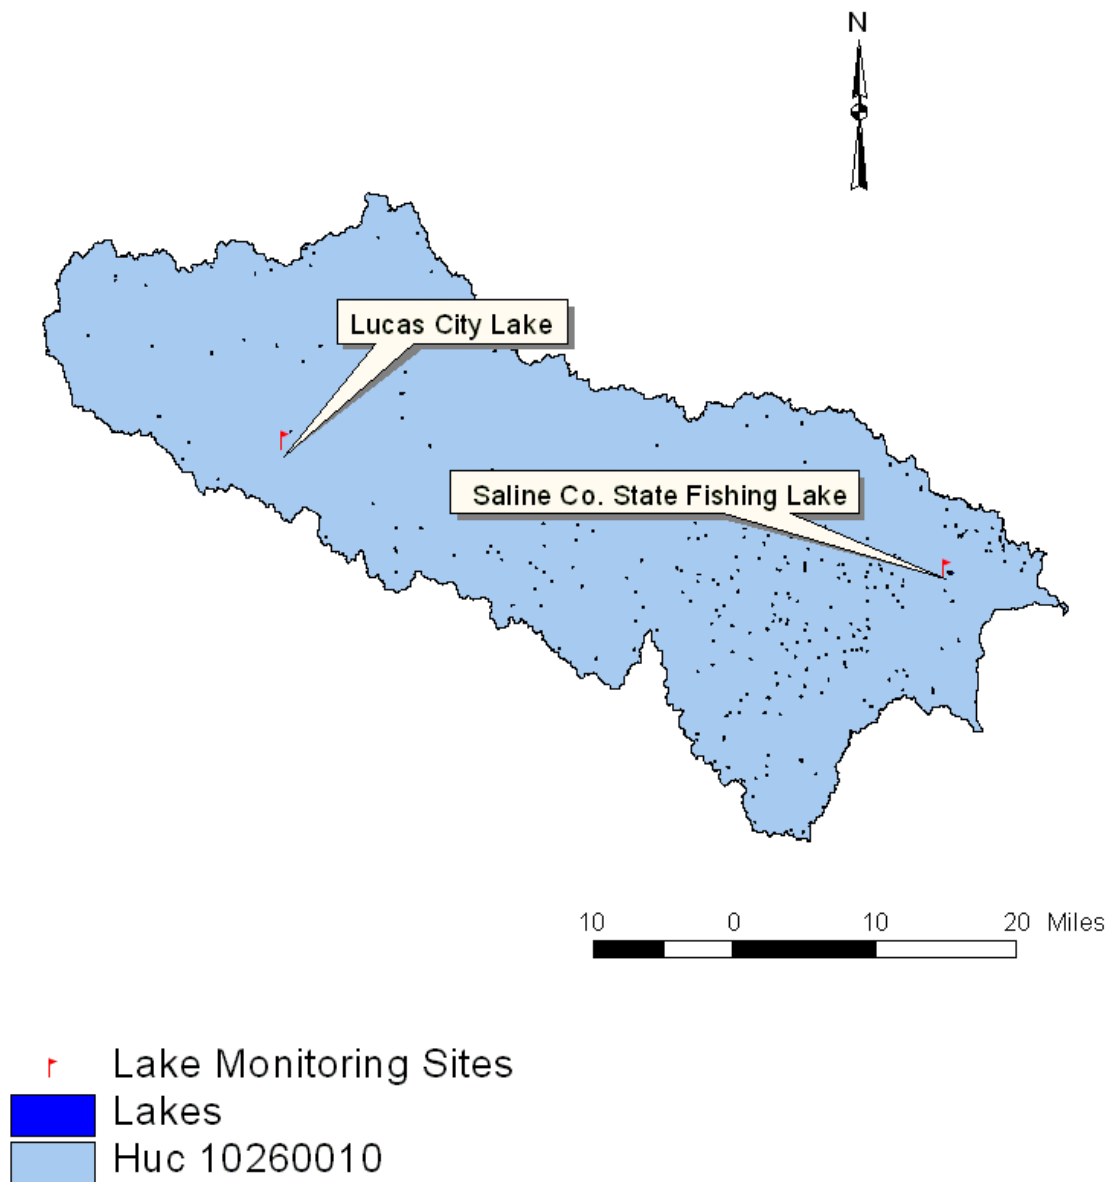 N
Lucas City Lake
Saline Co. State Fishing Lake
10 0 10 20 Miles
Lake Monitoring Sites
Lakes
Huc 10260010